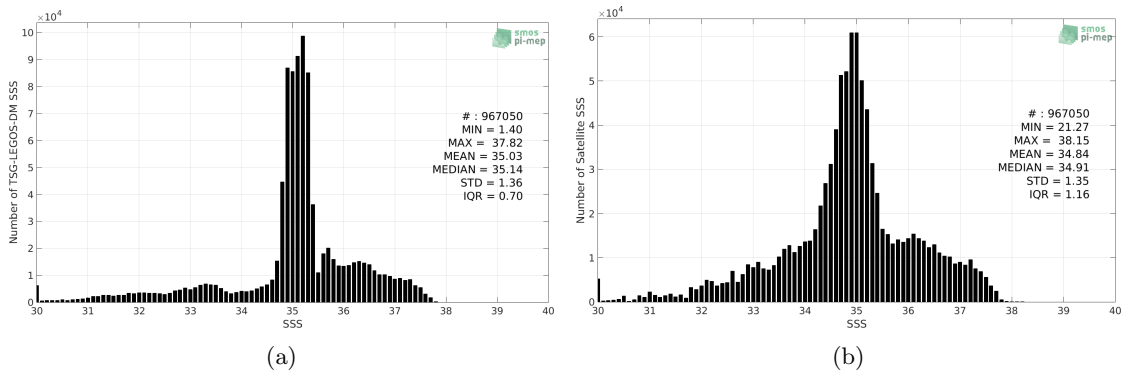 ×10⁴
smos
pi-mep
Number of TSG-LEGOS-DM SSS
10
9
8
7
6
5
4
3
2
1
0
# : 967050
MIN = 1.40
MAX = 37.82
MEAN = 35.03
MEDIAN = 35.14
STD = 1.36
IQR = 0.70
30 31 32 33 34 35 36 37 38 39 40
SSS
(a)
×10⁴
smos
pi-mep
Number of Satellite SSS
6
5
4
3
2
1
0
# : 967050
MIN = 21.27
MAX = 38.15
MEAN = 34.84
MEDIAN = 34.91
STD = 1.35
IQR = 1.16
30 31 32 33 34 35 36 37 38 39 40
SSS
(b)